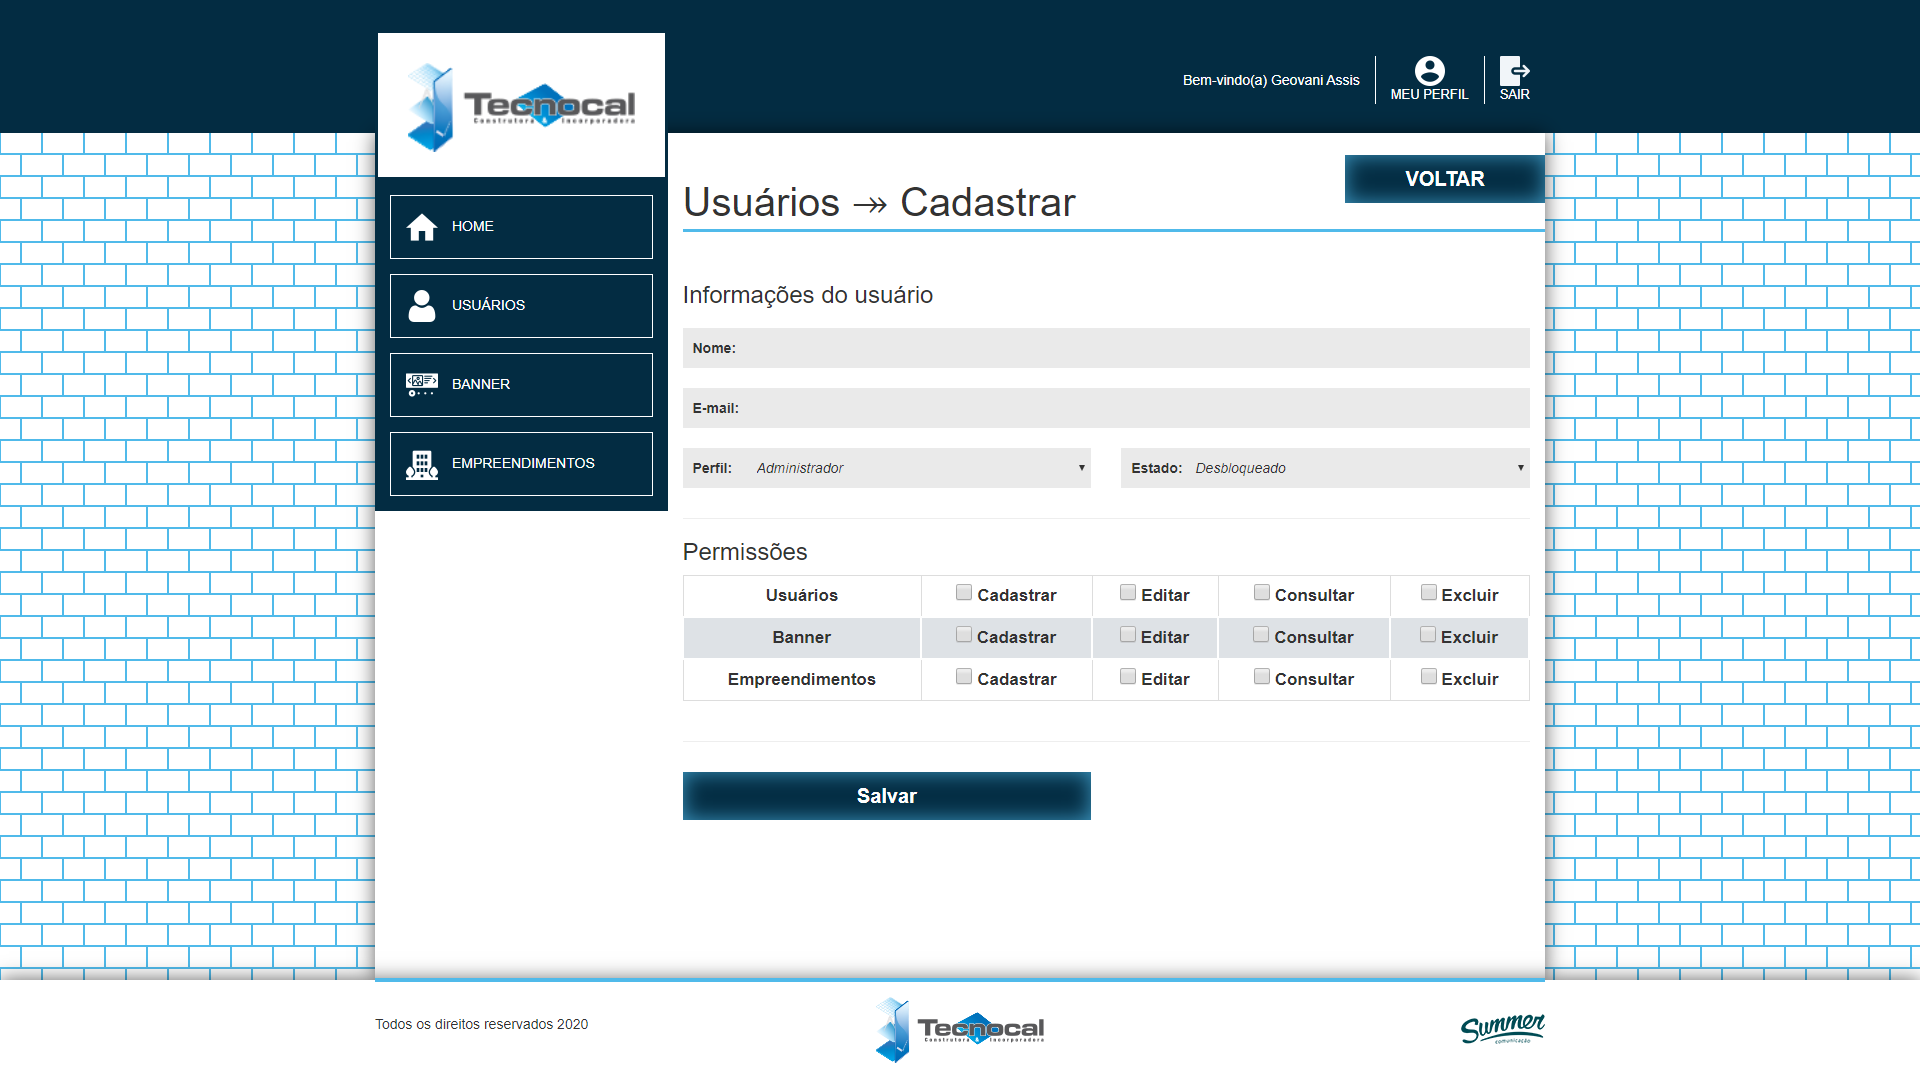 Tecnocal
Construtora & Incorporadora
Bem-vindo(a) Geovani Assis
MEU PERFIL
SAIR
VOLTAR
Usuários ↠ Cadastrar
HOME
USUÁRIOS
BANNER
EMPREENDIMENTOS
Informações do usuário
Nome:
E-mail:
Perfil: Administrador
Estado: Desbloqueado
Permissões
Usuários Cadastrar Editar Consultar Excluir
Banner Cadastrar Editar Consultar Excluir
Empreendimentos Cadastrar Editar Consultar Excluir
Salvar
Todos os direitos reservados 2020
Tecnocal
Construtora & Incorporadora
Summer
comunicação